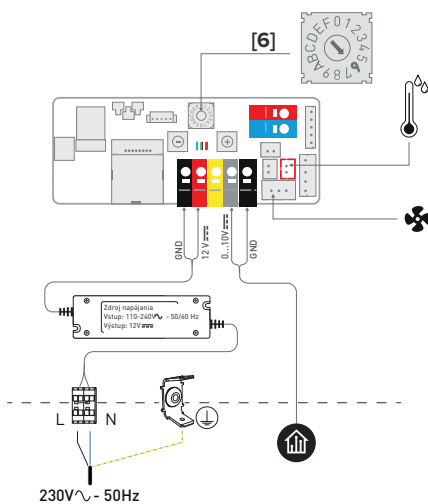 [6]
0123456789ABCDEF
GND
12 V
0...10V
GND
Zdroj napájania
Vstup: 110-240V - 50/60 Hz
Výstup: 12V
L N
230V - 50Hz